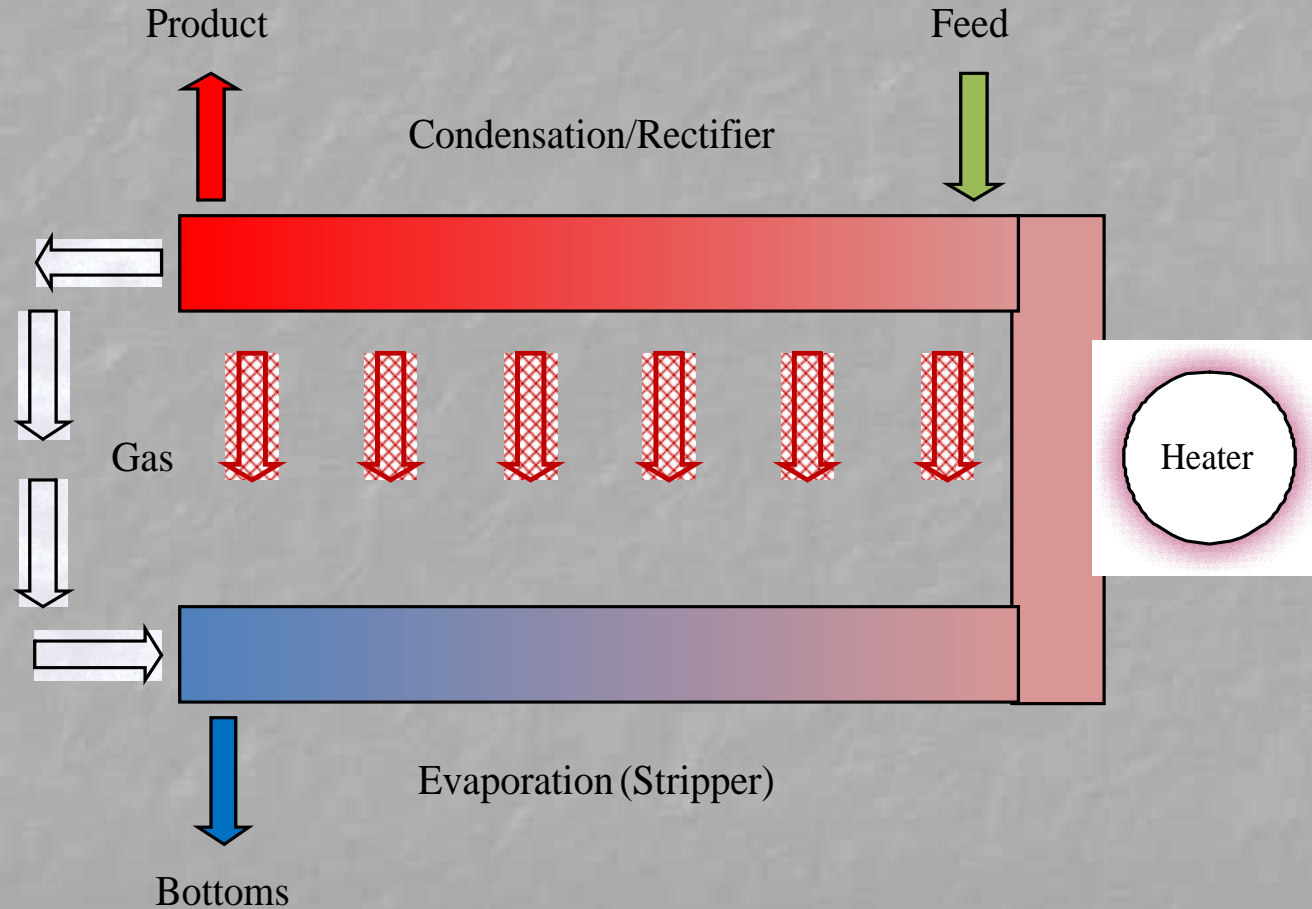 Product
Feed
Condensation/Rectifier
Gas
Heater
Evaporation (Stripper)
Bottoms